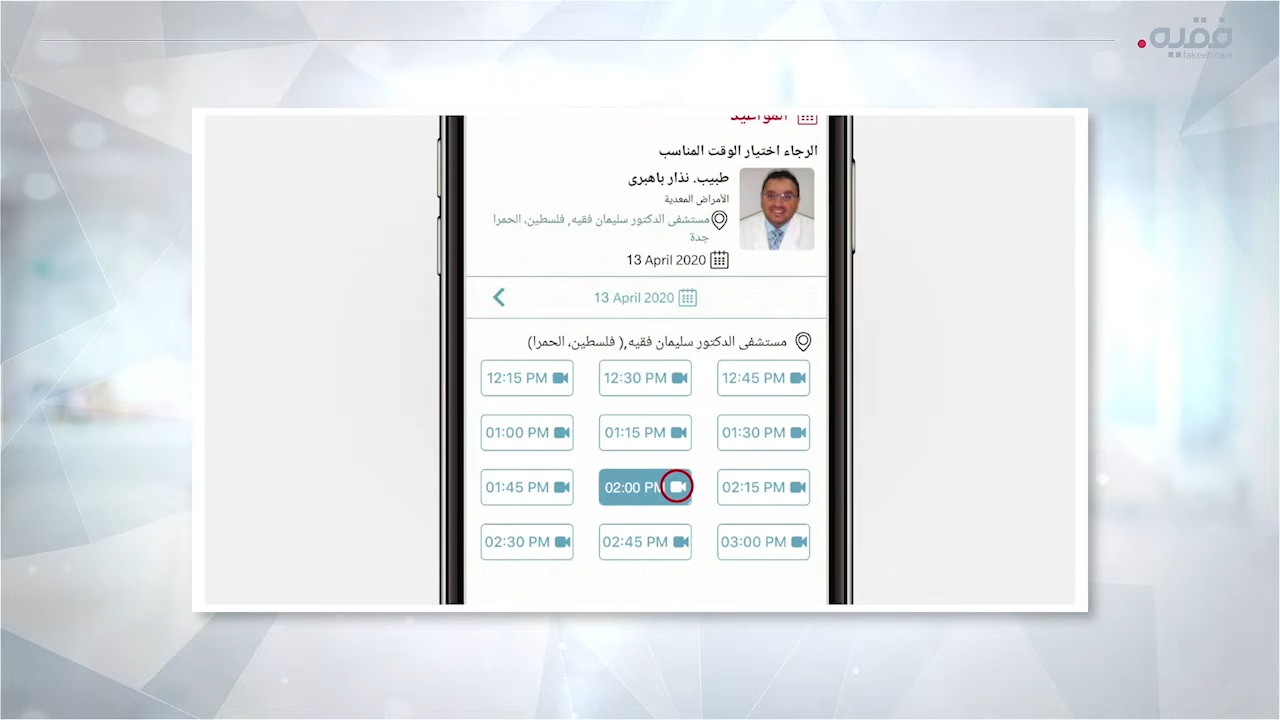 فقيه
fakeeh.care
المواعيد
الرجاء اختيار الوقت المناسب
طبيب. نذار باهبرى
الأمراض المعدية
مستشفى الدكتور سليمان فقيه, فلسطين، الحمرا
جدة
13 April 2020
13 April 2020
مستشفى الدكتور سليمان فقيه,( فلسطين، الحمرا)
12:15 PM 12:30 PM 12:45 PM
01:00 PM 01:15 PM 01:30 PM
01:45 PM 02:00 PM 02:15 PM
02:30 PM 02:45 PM 03:00 PM